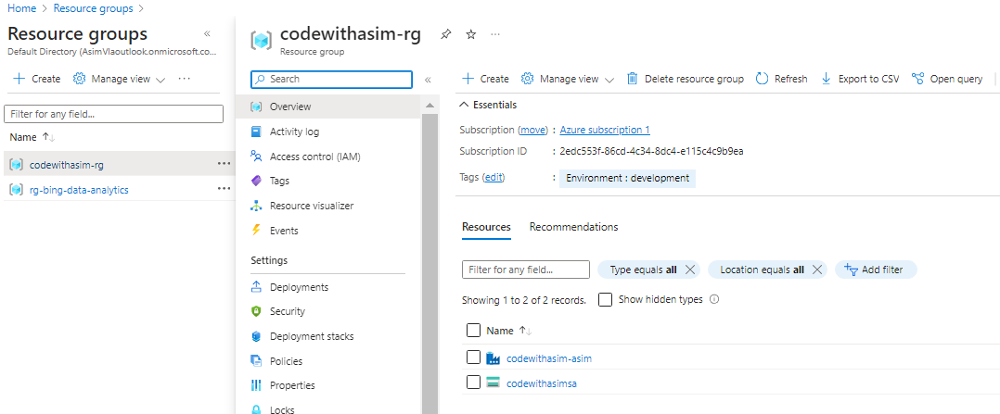 Home > Resource groups >
Resource groups «
Default Directory (AsimVlaoutlook.onmicrosoft.co...
+ Create Manage view ...
Filter for any field...
Name ↑↓
codewithasim-rg ...
rg-bing-data-analytics ...
codewithasim-rg ...
Resource group
Search «
Overview
Activity log
Access control (IAM)
Tags
Resource visualizer
Events
Settings
Deployments
Security
Deployment stacks
Policies
Properties
Locks
+ Create Manage view Delete resource group Refresh Export to CSV Open query
Essentials
Subscription (move) : Azure subscription 1
Subscription ID : 2edc553f-86cd-4c34-8dc4-e115c4c9b9ea
Tags (edit) : Environment : development
Resources Recommendations
Filter for any field... Type equals all Location equals all Add filter
Showing 1 to 2 of 2 records. Show hidden types
Name ↑↓
codewithasim-asim
codewithasimsa